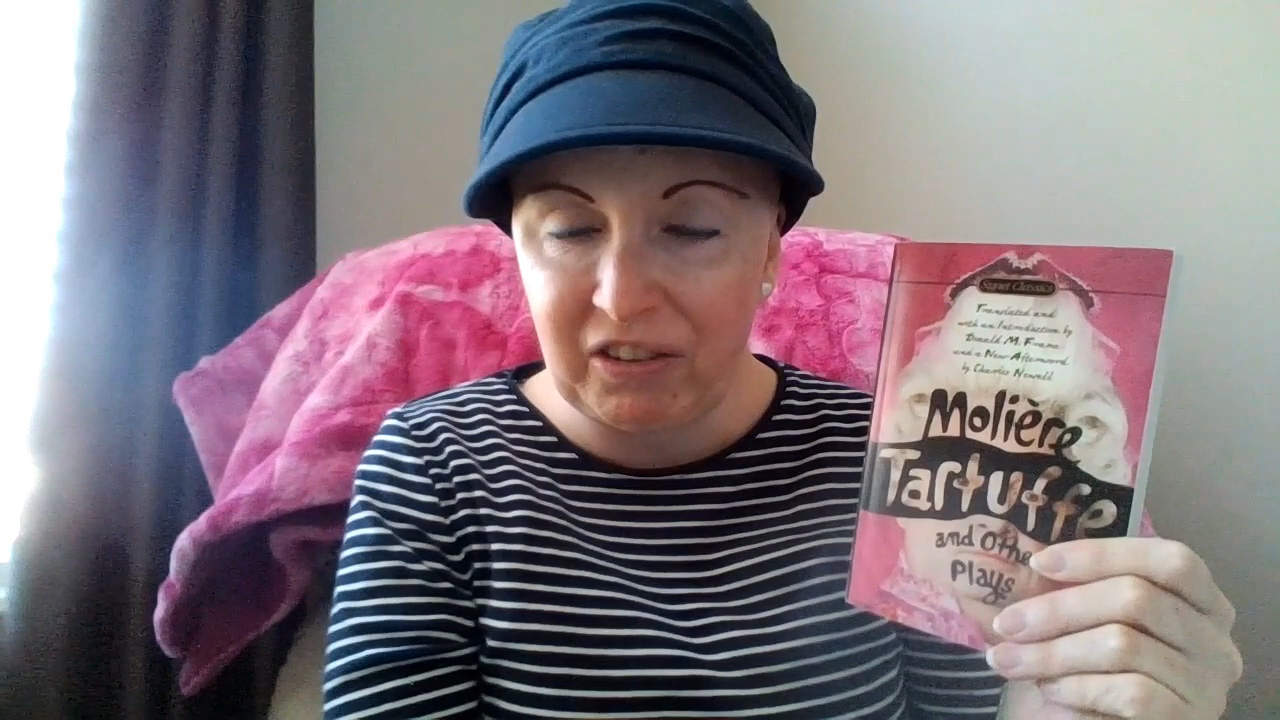 Signet Classics
Translated and
with an Introduction by
Donald M. Frame
and a New Afterword
by Charles Newell
Molière
Tartuffe
and Othe
Plays